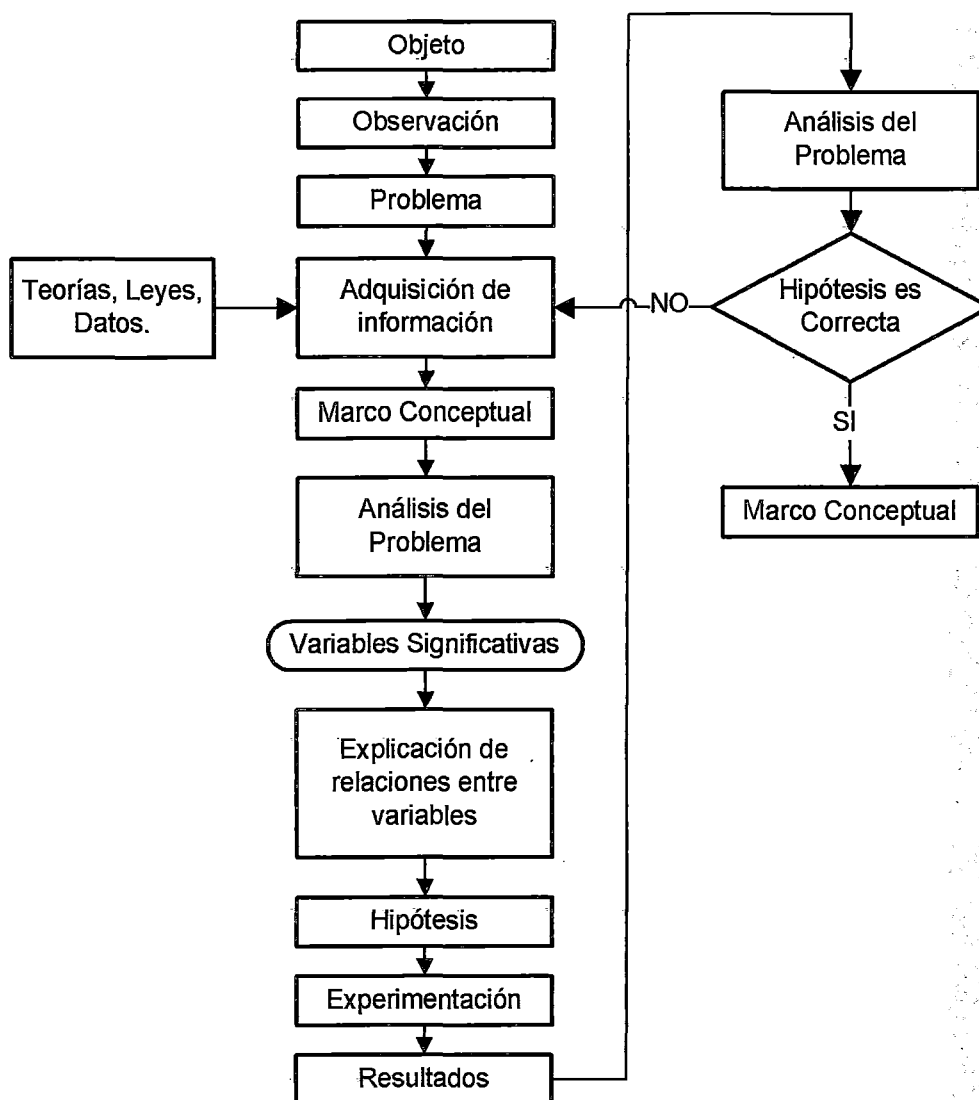 Objeto
Observación
Problema
Teorías, Leyes,
Datos.
Adquisición de
información
Marco Conceptual
Análisis del
Problema
Variables Significativas
Explicación de
relaciones entre
variables
Hipótesis
Experimentación
Resultados
Análisis del
Problema
Hipótesis es
Correcta
NO
SI
Marco Conceptual